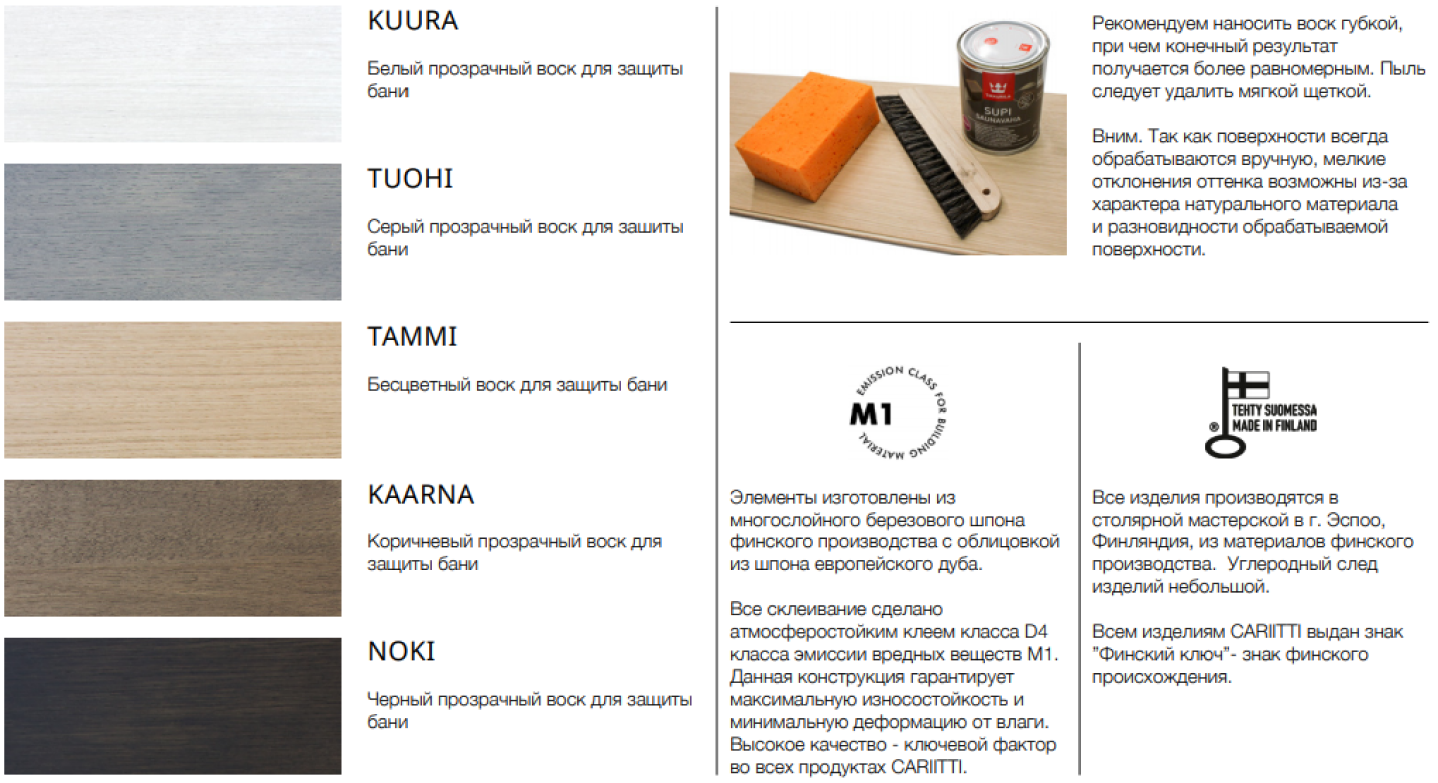 KUURA
Белый прозрачный воск для защиты
бани
TUOHI
Серый прозрачный воск для зашиты
бани
TAMMI
Бесцветный воск для защиты бани
KAARNA
Коричневый прозрачный воск для
защиты бани
NOKI
Черный прозрачный воск для защиты
бани
SUPI
SAUNAVAHA
Рекомендуем наносить воск губкой,
при чем конечный результат
получается более равномерным. Пыль
следует удалить мягкой щеткой.
Вним. Так как поверхности всегда
обрабатываются вручную, мелкие
отклонения оттенка возможны из-за
характера натурального материала
и разновидности обрабатываемой
поверхности.
EMISSION CLASS FOR BUILDING MATERIAL
M1
Элементы изготовлены из
многослойного березового шпона
финского производства с облицовкой
из шпона европейского дуба.
Все склеивание сделано
атмосферостойким клеем класса D4
класса эмиссии вредных веществ М1.
Данная конструкция гарантирует
максимальную износостойкость и
минимальную деформацию от влаги.
Высокое качество - ключевой фактор
во всех продуктах CARIITTI.
TEHTY SUOMESSA
® MADE IN FINLAND
Все изделия производятся в
столярной мастерской в г. Эспоо,
Финляндия, из материалов финского
производства. Углеродный след
изделий небольшой.
Всем изделиям CARIITTI выдан знак
”Финский ключ”- знак финского
происхождения.